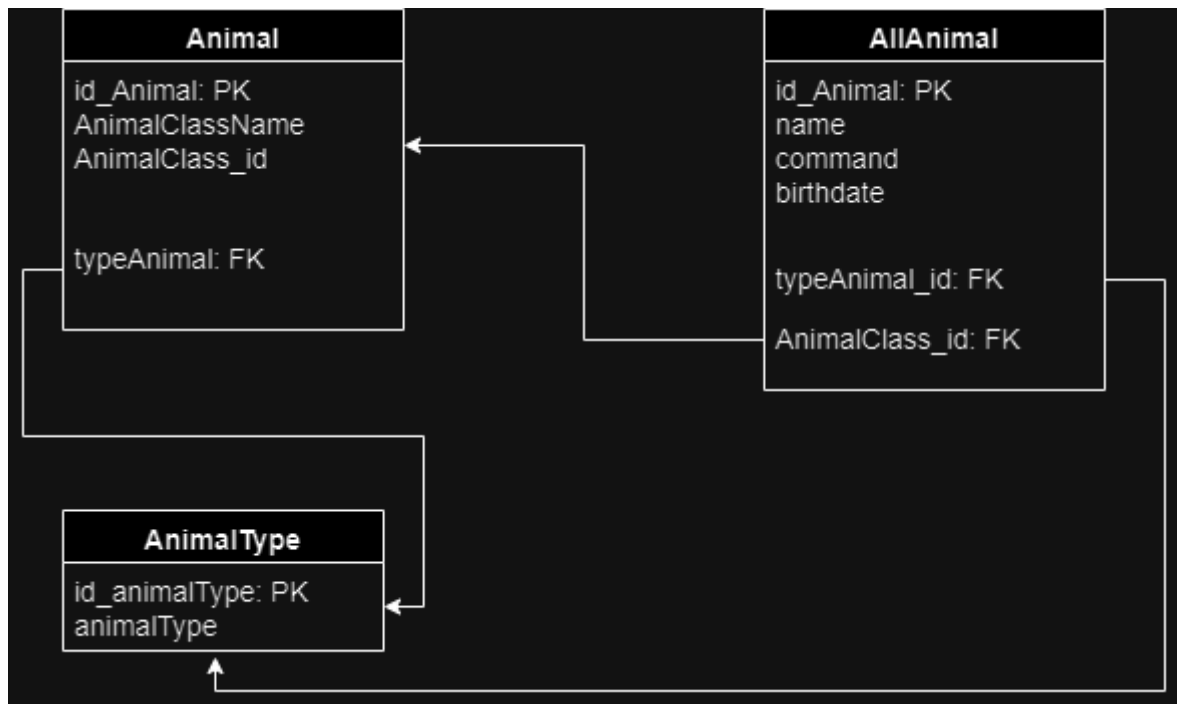 Animal
id_Animal: PK
AnimalClassName
AnimalClass_id
typeAnimal: FK
AllAnimal
id_Animal: PK
name
command
birthdate
typeAnimal_id: FK
AnimalClass_id: FK
AnimalType
id_animalType: PK
animalType